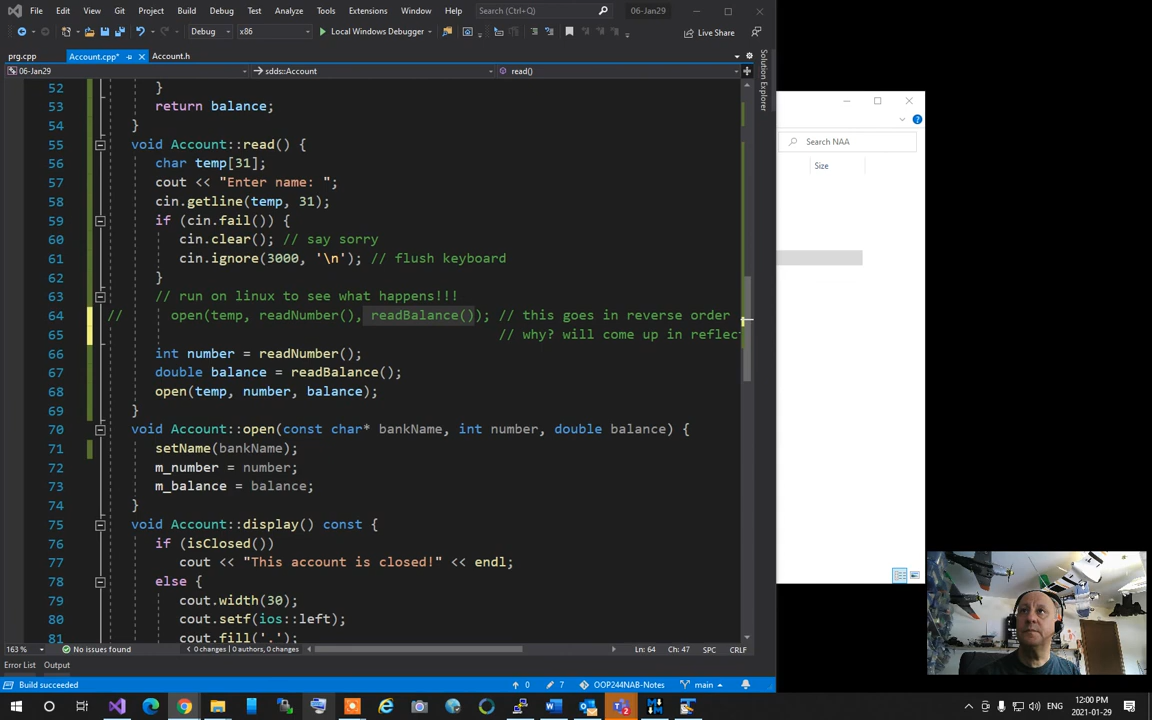 File Edit View Git Project Build Debug Test Analyze Tools Extensions Window Help Search (Ctrl+Q) 06-Jan29
Debug x86 Local Windows Debugger Live Share
prg.cpp Account.cpp* Account.h
06-Jan29 sdds::Account read()
Solution Explorer
52 }
53 return balance;
54 }
55 void Account::read() {
56 char temp[31];
57 cout << "Enter name: ";
58 cin.getline(temp, 31);
59 if (cin.fail()) {
60 cin.clear(); // say sorry
61 cin.ignore(3000, '\n'); // flush keyboard
62 }
63 // run on linux to see what happens!!!
64 // open(temp, readNumber(), readBalance()); // this goes in reverse order
65 // why? will come up in reflect
66 int number = readNumber();
67 double balance = readBalance();
68 open(temp, number, balance);
69 }
70 void Account::open(const char* bankName, int number, double balance) {
71 setName(bankName);
72 m_number = number;
73 m_balance = balance;
74 }
75 void Account::display() const {
76 if (isClosed())
77 cout << "This account is closed!" << endl;
78 else {
79 cout.width(30);
80 cout.setf(ios::left);
81 cout.fill('.');
163 % No issues found 0 changes | 0 authors, 0 changes Ln: 64 Ch: 47 SPC CRLF
Error List Output
Build succeeded 0 7 OOP244NAB-Notes main
Search NAA
Size
12:00 PM
2021-01-29